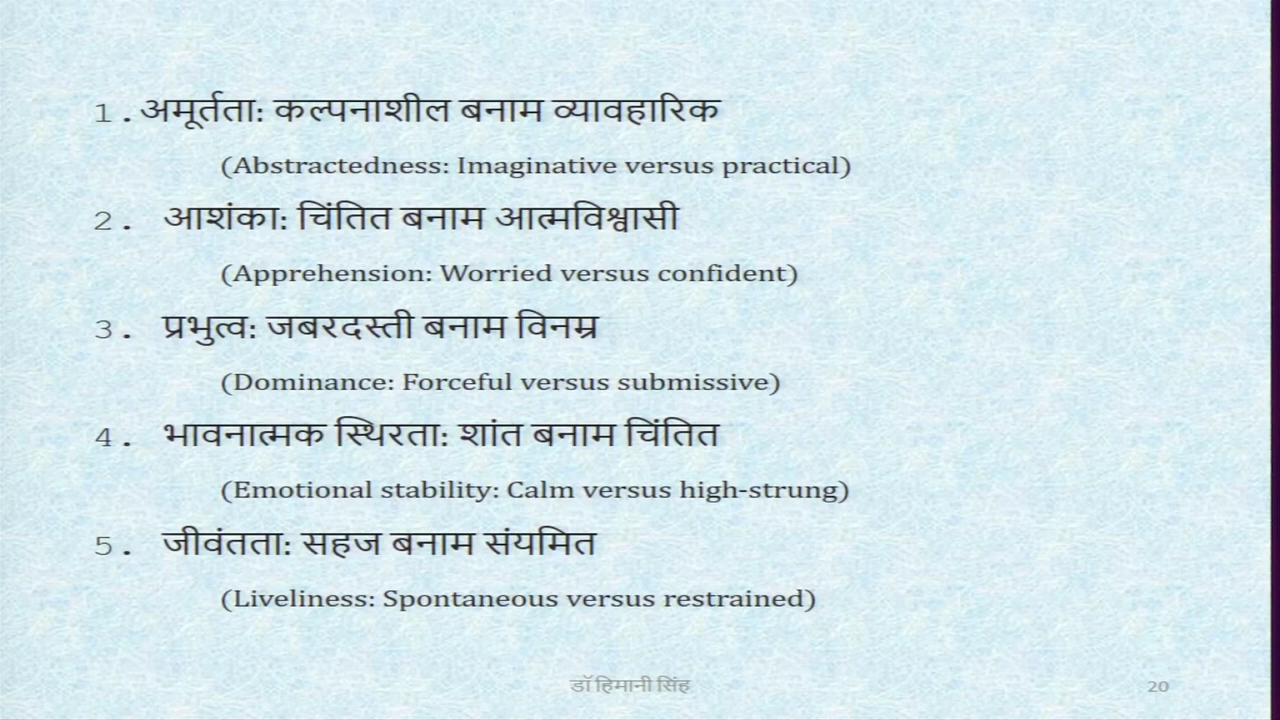 1.अमूर्तता: कल्पनाशील बनाम व्यावहारिक
(Abstractedness: Imaginative versus practical)
2. आशंका: चिंतित बनाम आत्मविश्वासी
(Apprehension: Worried versus confident)
3. प्रभुत्व: जबरदस्ती बनाम विनम्र
(Dominance: Forceful versus submissive)
4. भावनात्मक स्थिरता: शांत बनाम चिंतित
(Emotional stability: Calm versus high-strung)
5. जीवंतता: सहज बनाम संयमित
(Liveliness: Spontaneous versus restrained)
डॉ हिमानी सिंह 20